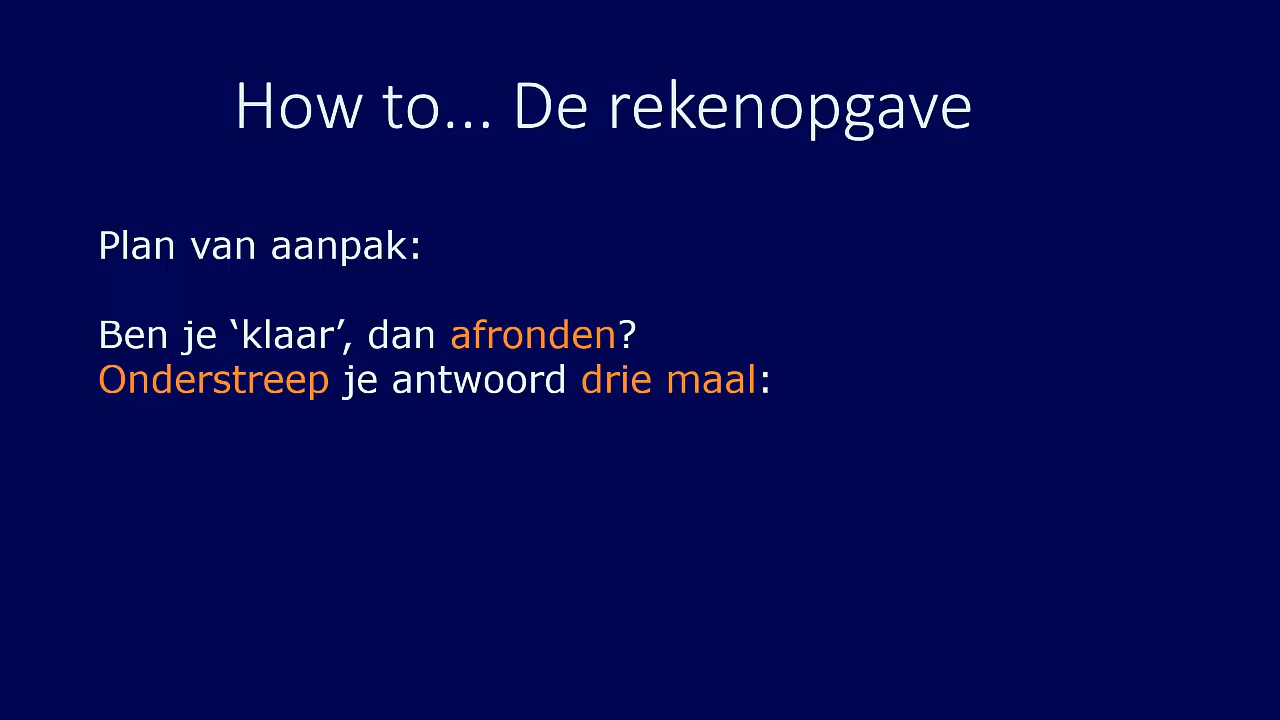 How to... De rekenopgave
Plan van aanpak:
Ben je ‘klaar’, dan afronden?
Onderstreep je antwoord drie maal: